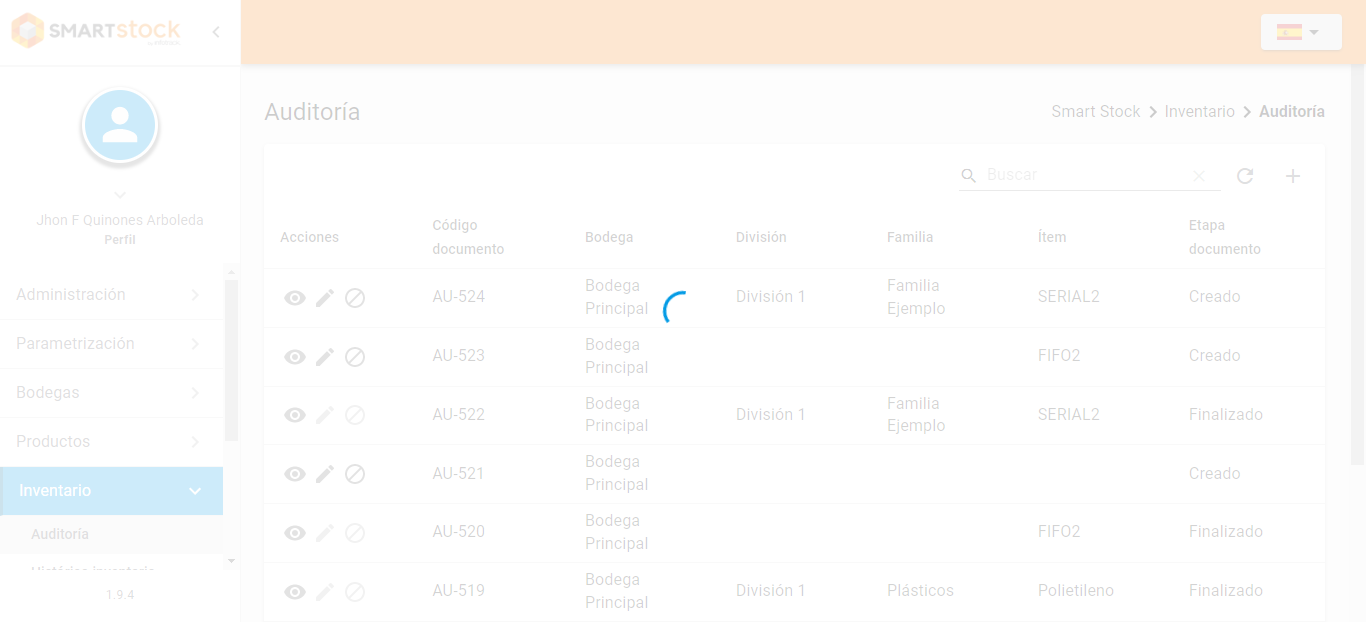 SMARTstock
Jhon F Quinones Arboleda
Perfil
Administración
Parametrización
Bodegas
Productos
Inventario
Auditoría
Histórico inventario
1.9.4
Auditoría
Smart Stock > Inventario > Auditoría
Buscar
Acciones Código documento Bodega División Familia Ítem Etapa documento
AU-524 Bodega Principal División 1 Familia Ejemplo SERIAL2 Creado
AU-523 Bodega Principal FIFO2 Creado
AU-522 Bodega Principal División 1 Familia Ejemplo SERIAL2 Finalizado
AU-521 Bodega Principal Creado
AU-520 Bodega Principal FIFO2 Finalizado
AU-519 Bodega Principal División 1 Plásticos Polietileno Finalizado